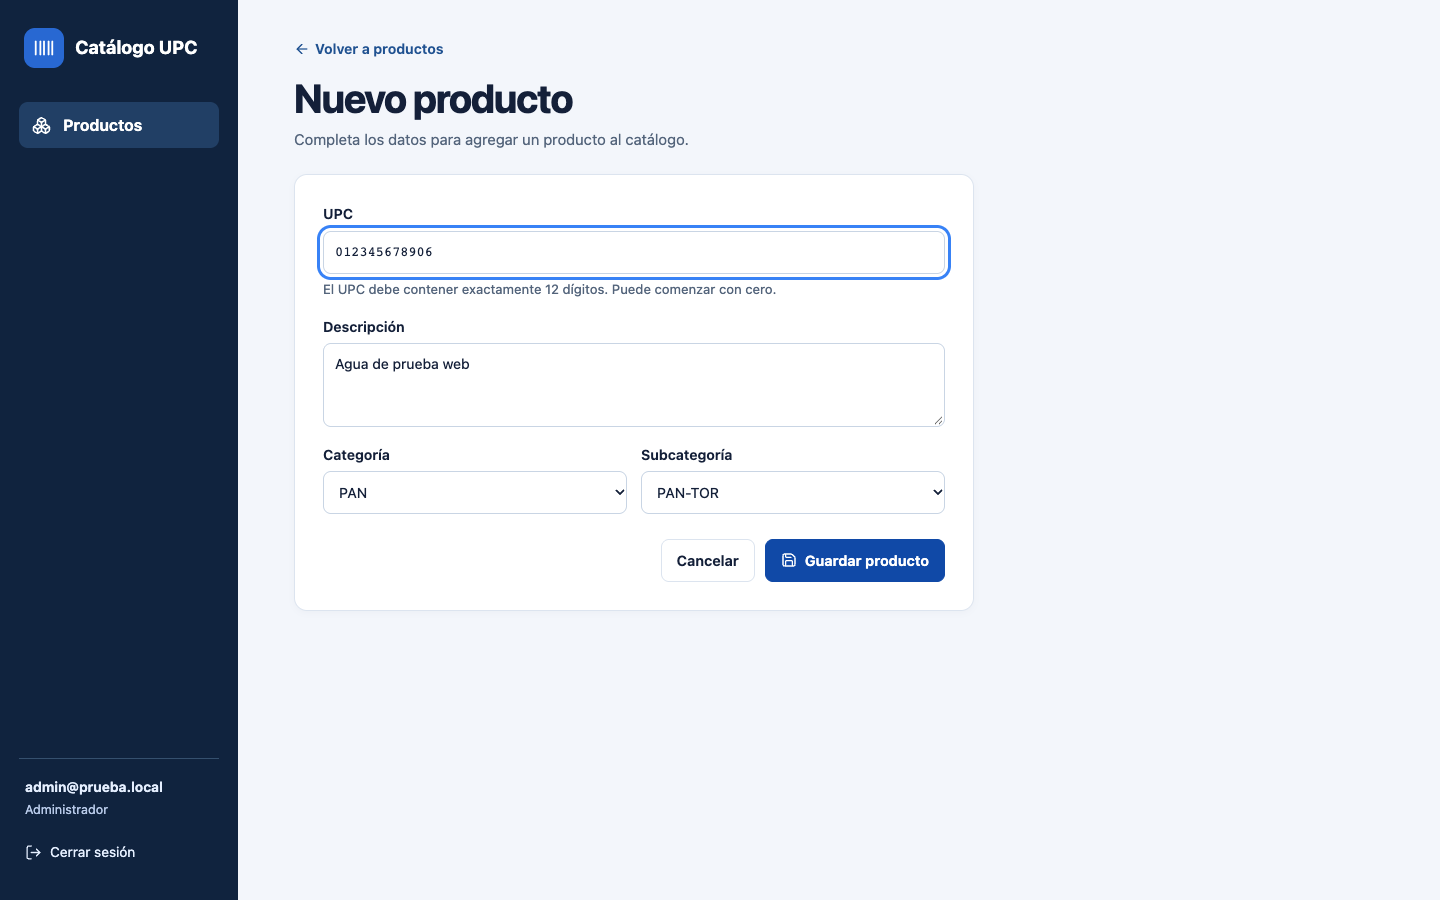 Catálogo UPC
Productos
admin@prueba.local
Administrador
Cerrar sesión
Volver a productos
Nuevo producto
Completa los datos para agregar un producto al catálogo.
UPC
012345678906
El UPC debe contener exactamente 12 dígitos. Puede comenzar con cero.
Descripción
Agua de prueba web
Categoría
Subcategoría
PAN
PAN-TOR
Cancelar
Guardar producto